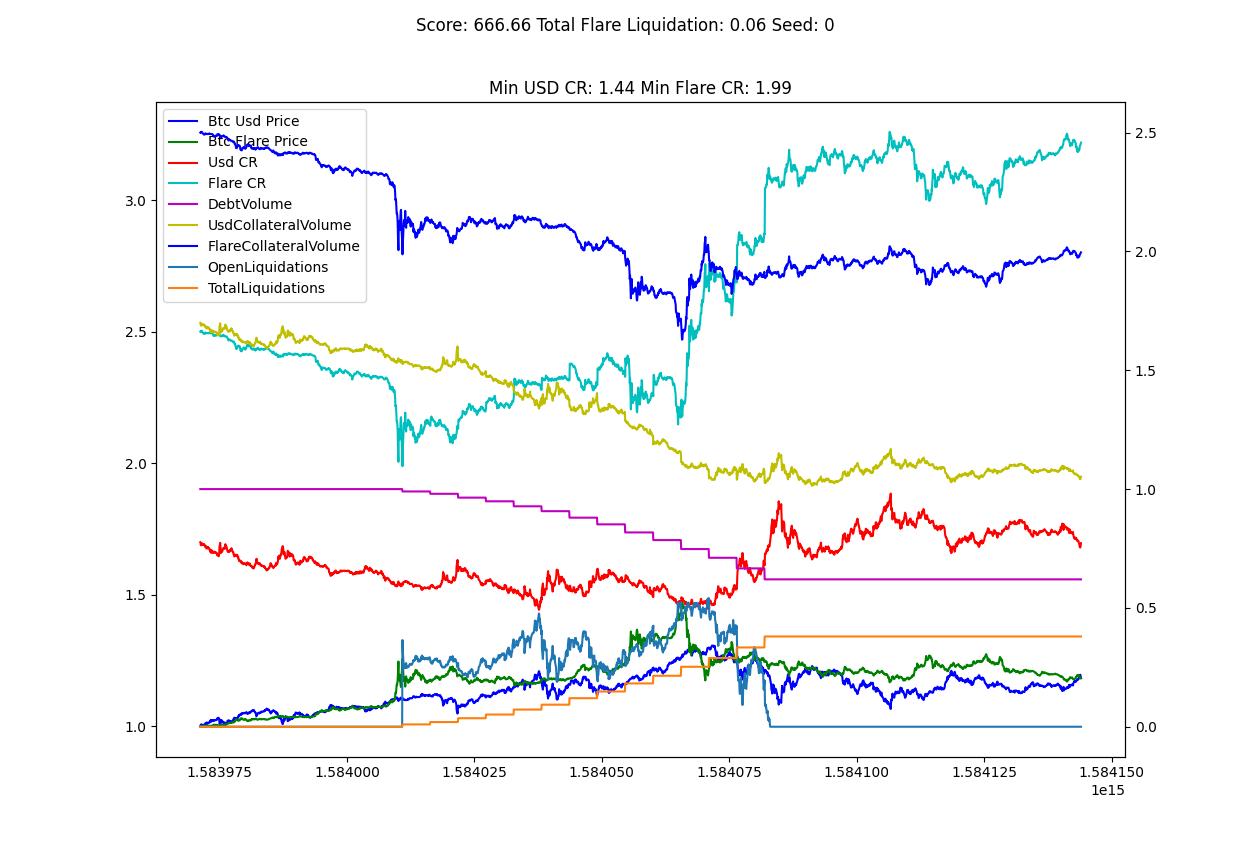 Score: 666.66 Total Flare Liquidation: 0.06 Seed: 0
Min USD CR: 1.44 Min Flare CR: 1.99
Btc Usd Price
Btc Flare Price
Usd CR
Flare CR
DebtVolume
UsdCollateralVolume
FlareCollateralVolume
OpenLiquidations
TotalLiquidations
3.0
2.5
2.0
1.5
1.0
2.5
2.0
1.5
1.0
0.5
0.0
1.583975 1.584000 1.584025 1.584050 1.584075 1.584100 1.584125 1.584150
1e15